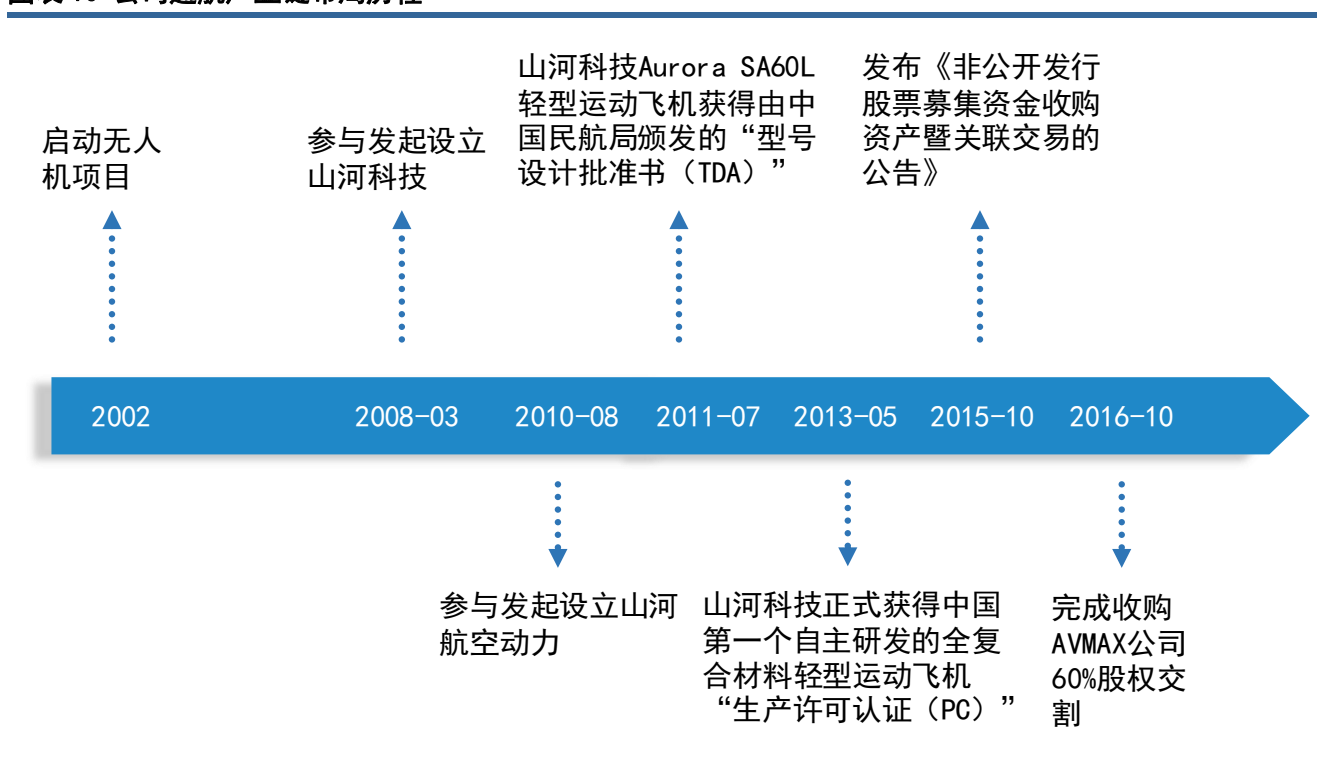 启动无人
机项目
参与发起设立
山河科技
山河科技Aurora SA60L
轻型运动飞机获得由中
国民航局颁发的“型号
设计批准书（TDA）”
发布《非公开发行
股票募集资金收购
资产暨关联交易的
公告》
2002
2008-03
2010-08
2011-07
2013-05
2015-10
2016-10
参与发起设立山河
航空动力
山河科技正式获得中国
第一个自主研发的全复
合材料轻型运动飞机
“生产许可认证（PC）”
完成收购
AVMAX公司
60%股权交
割